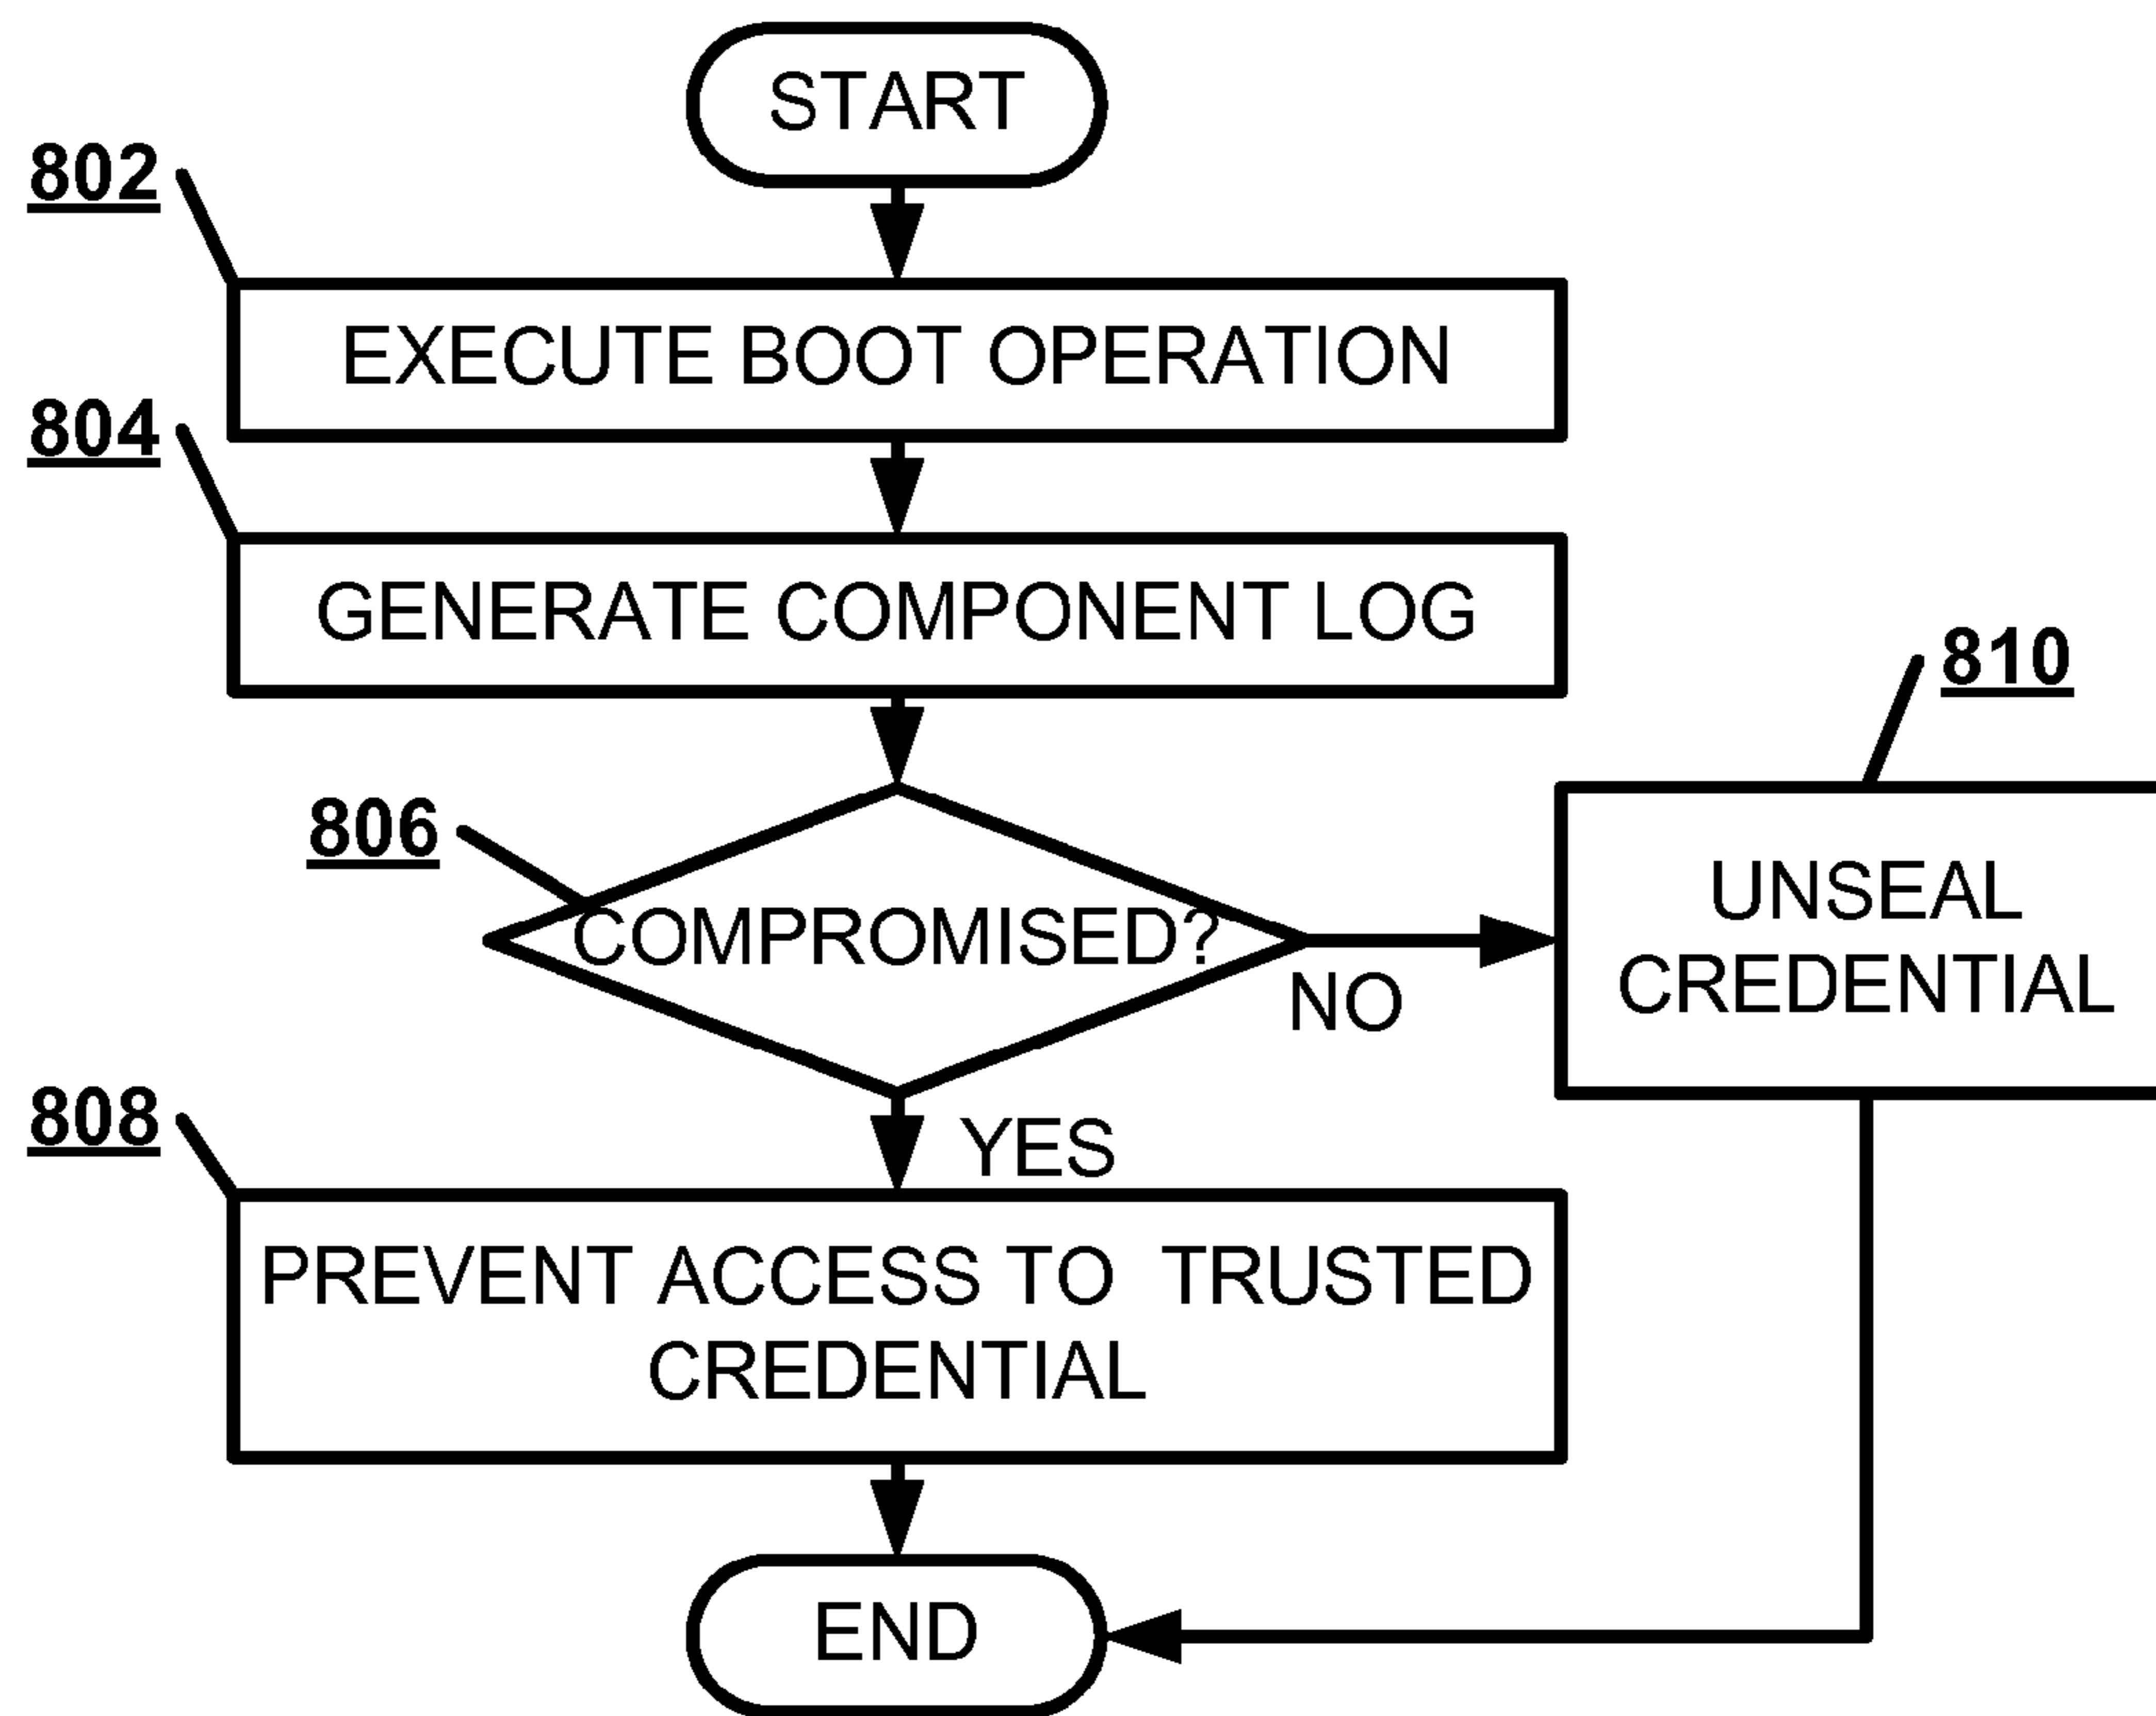 START
802
EXECUTE BOOT OPERATION
804
GENERATE COMPONENT LOG
810
806
COMPROMISED?
NO
UNSEAL
CREDENTIAL
808
YES
PREVENT ACCESS TO TRUSTED
CREDENTIAL
END